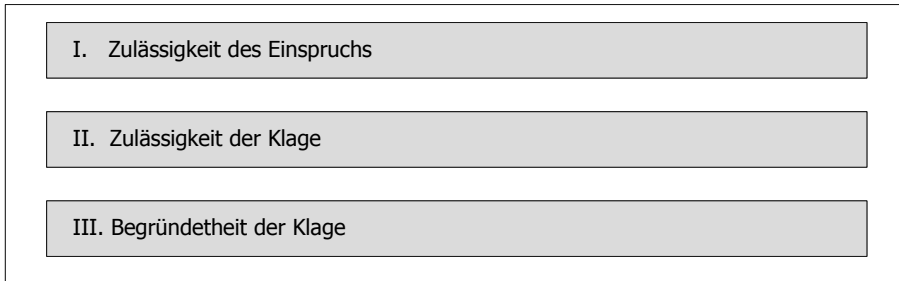 I. Zulässigkeit des Einspruchs
II. Zulässigkeit der Klage
III. Begründetheit der Klage